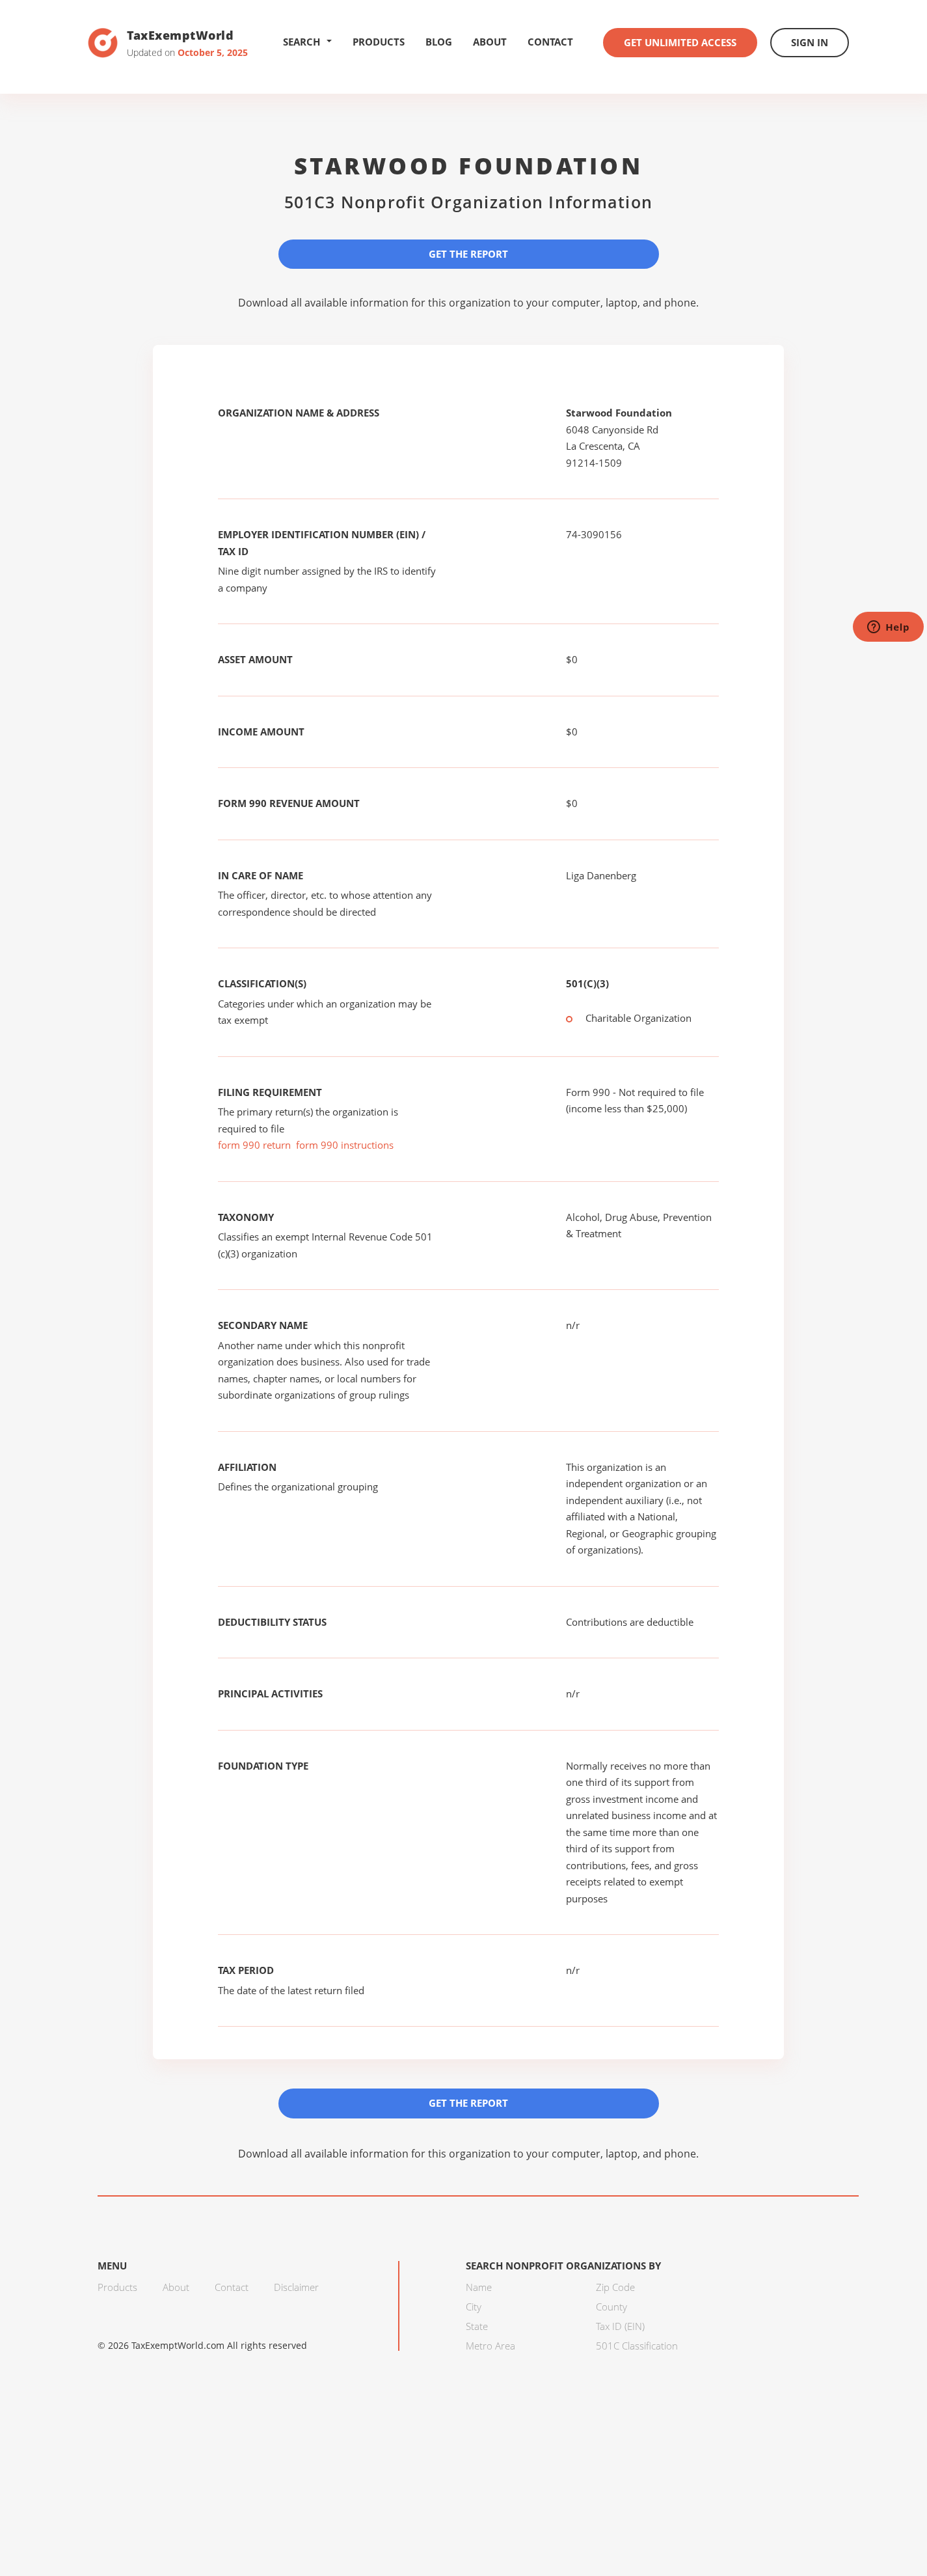 TaxExemptWorld
Updated on October 5, 2025
SEARCH
PRODUCTS
BLOG
ABOUT
CONTACT
GET UNLIMITED ACCESS
SIGN IN
STARWOOD FOUNDATION
501C3 Nonprofit Organization Information
GET THE REPORT
Download all available information for this organization to your computer, laptop, and phone.
ORGANIZATION NAME & ADDRESS
Starwood Foundation
6048 Canyonside Rd
La Crescenta, CA
91214-1509
EMPLOYER IDENTIFICATION NUMBER (EIN) /
TAX ID
Nine digit number assigned by the IRS to identify
a company
74-3090156
Help
ASSET AMOUNT
$0
INCOME AMOUNT
$0
FORM 990 REVENUE AMOUNT
$0
IN CARE OF NAME
The officer, director, etc. to whose attention any
correspondence should be directed
Liga Danenberg
CLASSIFICATION(S)
Categories under which an organization may be
tax exempt
501(C)(3)
Charitable Organization
FILING REQUIREMENT
The primary return(s) the organization is
required to file
form 990 return form 990 instructions
Form 990 - Not required to file
(income less than $25,000)
TAXONOMY
Classifies an exempt Internal Revenue Code 501
(c)(3) organization
Alcohol, Drug Abuse, Prevention
& Treatment
SECONDARY NAME
Another name under which this nonprofit
organization does business. Also used for trade
names, chapter names, or local numbers for
subordinate organizations of group rulings
n/r
AFFILIATION
Defines the organizational grouping
This organization is an
independent organization or an
independent auxiliary (i.e., not
affiliated with a National,
Regional, or Geographic grouping
of organizations).
DEDUCTIBILITY STATUS
Contributions are deductible
PRINCIPAL ACTIVITIES
n/r
FOUNDATION TYPE
Normally receives no more than
one third of its support from
gross investment income and
unrelated business income and at
the same time more than one
third of its support from
contributions, fees, and gross
receipts related to exempt
purposes
TAX PERIOD
The date of the latest return filed
n/r
GET THE REPORT
Download all available information for this organization to your computer, laptop, and phone.
MENU
Products
About
Contact
Disclaimer
© 2026 TaxExemptWorld.com All rights reserved
SEARCH NONPROFIT ORGANIZATIONS BY
Name
Zip Code
City
County
State
Tax ID (EIN)
Metro Area
501C Classification